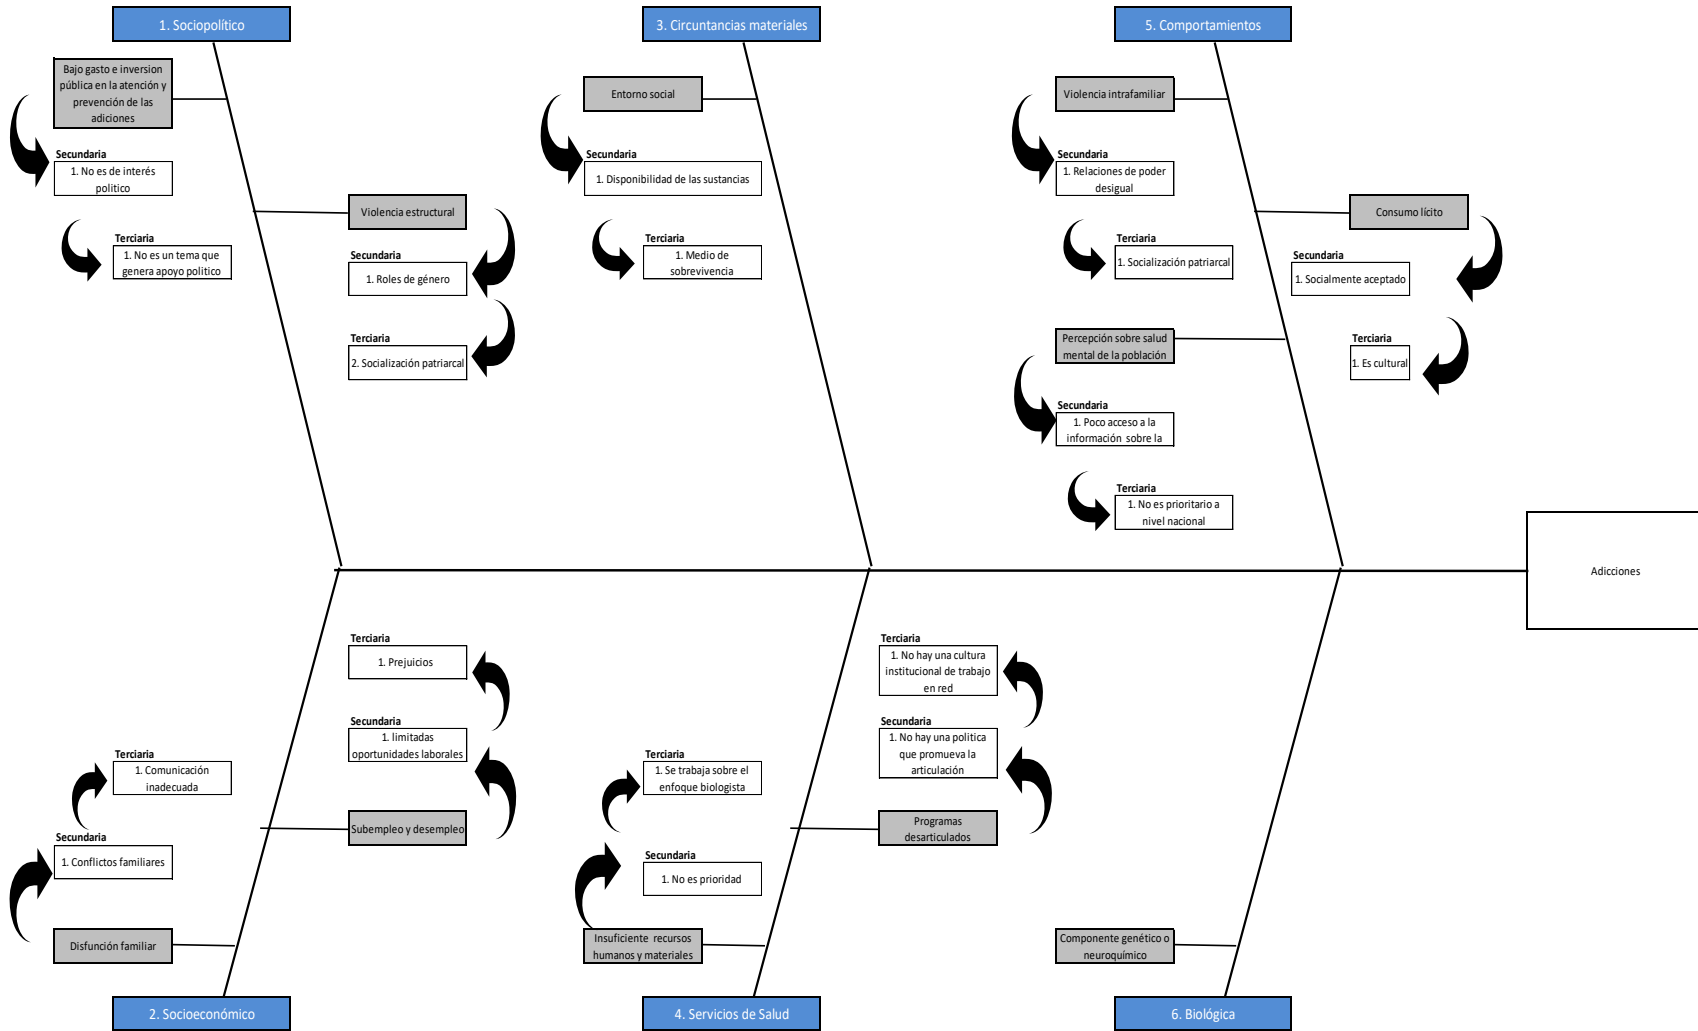 1. Sociopolítico
3. Circuntancias materiales
5. Comportamientos
Bajo gasto e inversion
pública en la atención y
prevención de las
adiciones
Secundaria
1. No es de interés
politico
Terciaria
1. No es un tema que
genera apoyo politico
Violencia estructural
Secundaria
1. Roles de género
Terciaria
2. Socialización patriarcal
Entorno social
Secundaria
1. Disponibilidad de las sustancias
Terciaria
1. Medio de
sobrevivencia
Violencia intrafamiliar
Secundaria
1. Relaciones de poder
desigual
Terciaria
1. Socialización patriarcal
Consumo lícito
Secundaria
1. Socialmente aceptado
Terciaria
1. Es cultural
Percepción sobre salud
mental de la población
Secundaria
1. Poco acceso a la
información sobre la
Terciaria
1. No es prioritario a
nivel nacional
Adicciones
Terciaria
1. Prejuicios
Secundaria
1. limitadas
oportunidades laborales
Subempleo y desempleo
Terciaria
1. Comunicación
inadecuada
Secundaria
1. Conflictos familiares
Disfunción familiar
Terciaria
1. No hay una cultura
institucional de trabajo
en red
Secundaria
1. No hay una politica
que promueva la
articulación
Programas
desarticulados
Terciaria
1. Se trabaja sobre el
enfoque biologista
Secundaria
1. No es prioridad
Insuficiente recursos
humanos y materiales
Componente genético o
neuroquímico
2. Socioeconómico
4. Servicios de Salud
6. Biológica